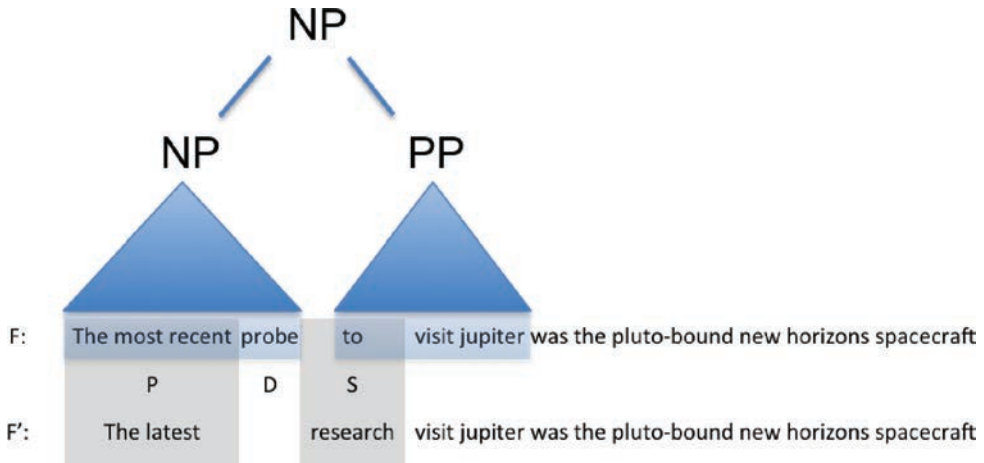 NP
NP PP
F: The most recent probe to visit jupiter was the pluto-bound new horizons spacecraft
P D S
F': The latest research visit jupiter was the pluto-bound new horizons spacecraft